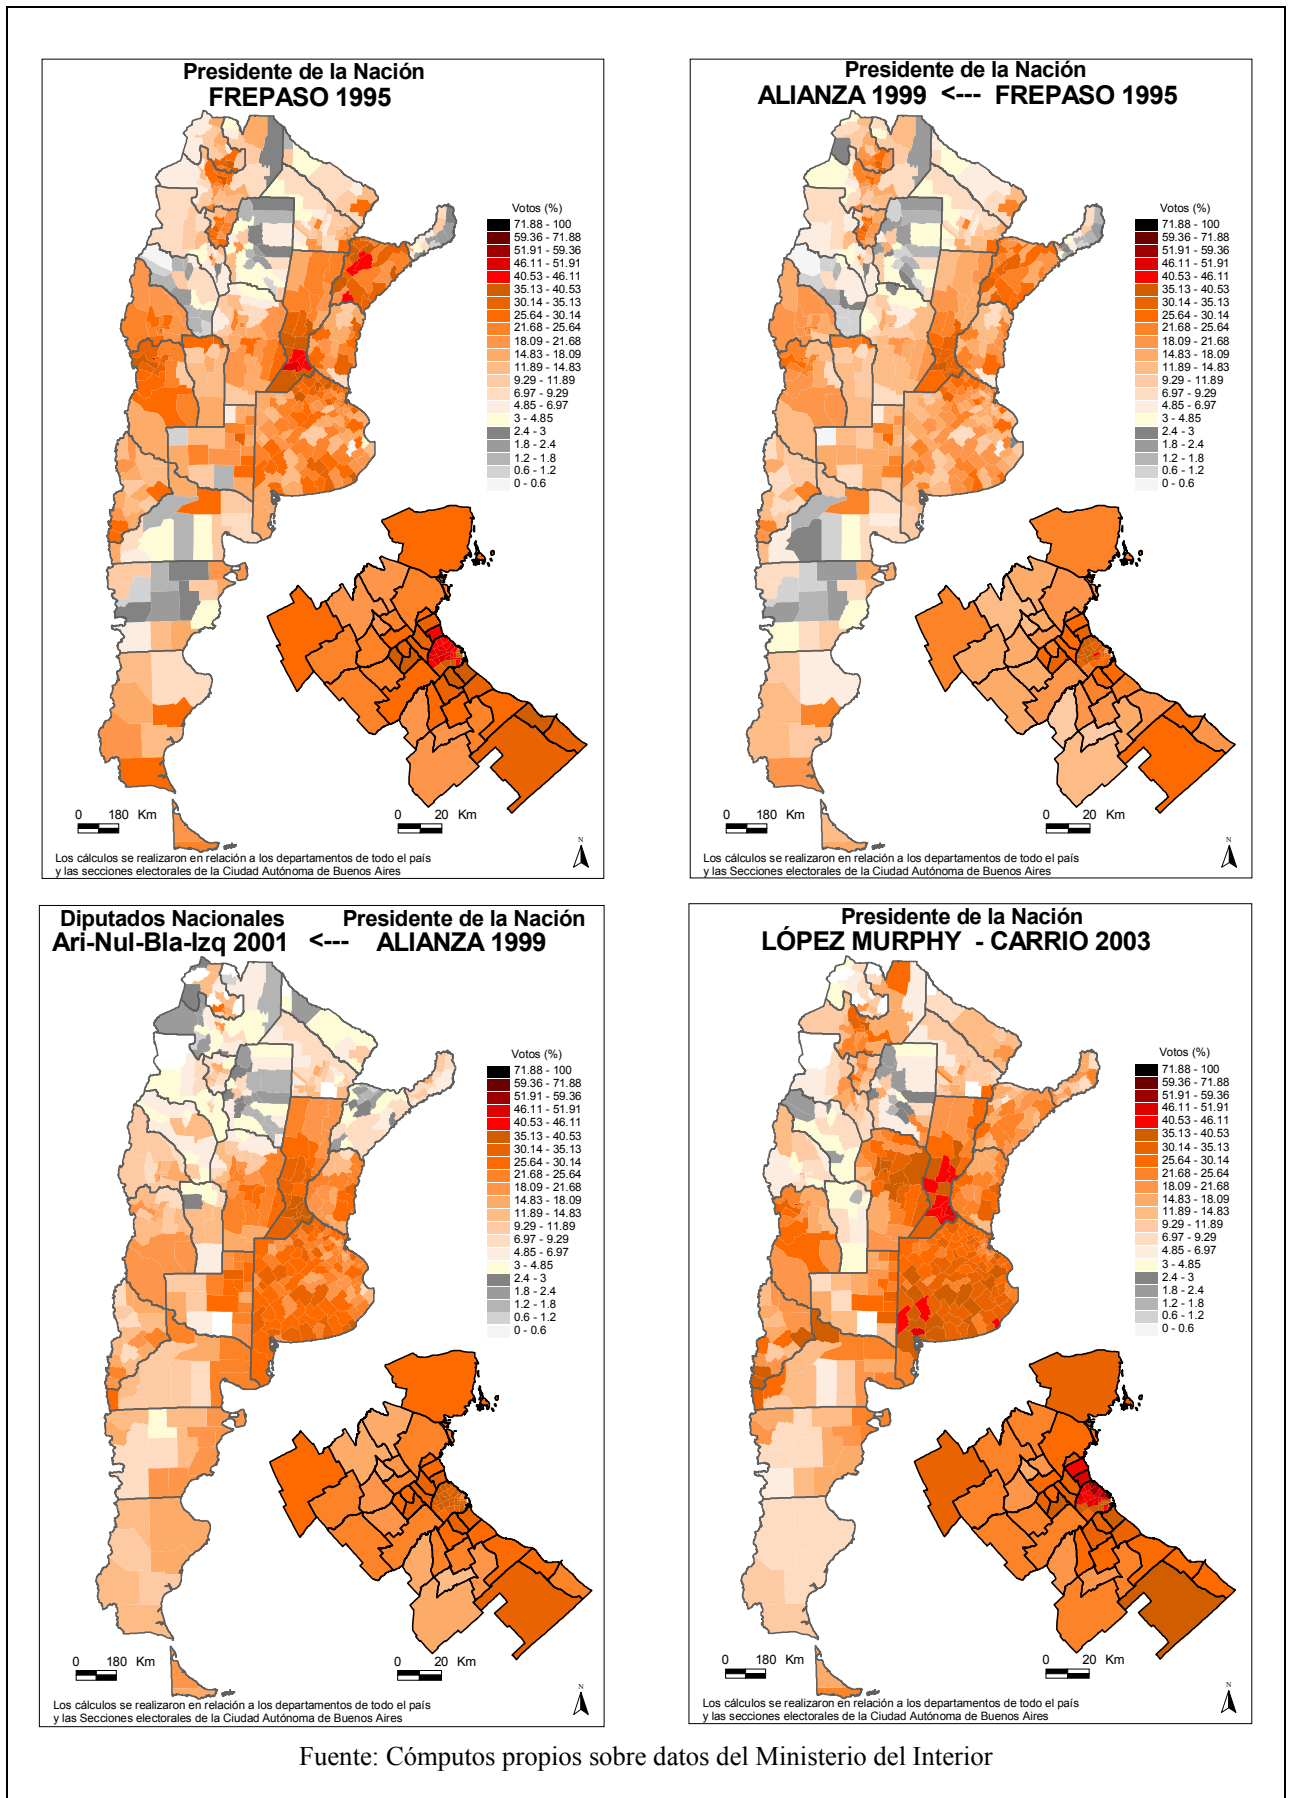 Presidente de la Nación
FREPASO 1995
Votos (%)
71.88 - 100
59.36 - 71.88
51.91 - 59.36
46.11 - 51.91
40.53 - 46.11
35.13 - 40.53
30.14 - 35.13
25.64 - 30.14
21.68 - 25.64
18.09 - 21.68
14.83 - 18.09
11.89 - 14.83
9.29 - 11.89
6.97 - 9.29
4.85 - 6.97
3 - 4.85
2.4 - 3
1.8 - 2.4
1.2 - 1.8
0.6 - 1.2
0 - 0.6
0 180 Km
0 20 Km
N
Los cálculos se realizaron en relación a los departamentos de todo el país
y las secciones electorales de la Ciudad Autónoma de Buenos Aires
Presidente de la Nación
ALIANZA 1999 <--- FREPASO 1995
Votos (%)
71.88 - 100
59.36 - 71.88
51.91 - 59.36
46.11 - 51.91
40.53 - 46.11
35.13 - 40.53
30.14 - 35.13
25.64 - 30.14
21.68 - 25.64
18.09 - 21.68
14.83 - 18.09
11.89 - 14.83
9.29 - 11.89
6.97 - 9.29
4.85 - 6.97
3 - 4.85
2.4 - 3
1.8 - 2.4
1.2 - 1.8
0.6 - 1.2
0 - 0.6
0 180 Km
0 20 Km
N
Los cálculos se realizaron en relación a los departamentos de todo el país
y las Secciones electorales de la Ciudad Autónoma de Buenos Aires
Diputados Nacionales Presidente de la Nación
Ari-Nul-Bla-Izq 2001 <--- ALIANZA 1999
Votos (%)
71.88 - 100
59.36 - 71.88
51.91 - 59.36
46.11 - 51.91
40.53 - 46.11
35.13 - 40.53
30.14 - 35.13
25.64 - 30.14
21.68 - 25.64
18.09 - 21.68
14.83 - 18.09
11.89 - 14.83
9.29 - 11.89
6.97 - 9.29
4.85 - 6.97
3 - 4.85
2.4 - 3
1.8 - 2.4
1.2 - 1.8
0.6 - 1.2
0 - 0.6
0 180 Km
0 20 Km
N
Los cálculos se realizaron en relación a los departamentos de todo el país
y las Secciones electorales de la Ciudad Autónoma de Buenos Aires
Presidente de la Nación
LÓPEZ MURPHY - CARRIO 2003
Votos (%)
71.88 - 100
59.36 - 71.88
51.91 - 59.36
46.11 - 51.91
40.53 - 46.11
35.13 - 40.53
30.14 - 35.13
25.64 - 30.14
21.68 - 25.64
18.09 - 21.68
14.83 - 18.09
11.89 - 14.83
9.29 - 11.89
6.97 - 9.29
4.85 - 6.97
3 - 4.85
2.4 - 3
1.8 - 2.4
1.2 - 1.8
0.6 - 1.2
0 - 0.6
0 180 Km
0 20 Km
N
Los cálculos se realizaron en relación a los departamentos de todo el país
y las secciones electorales de la Ciudad Autónoma de Buenos Aires
Fuente: Cómputos propios sobre datos del Ministerio del Interior